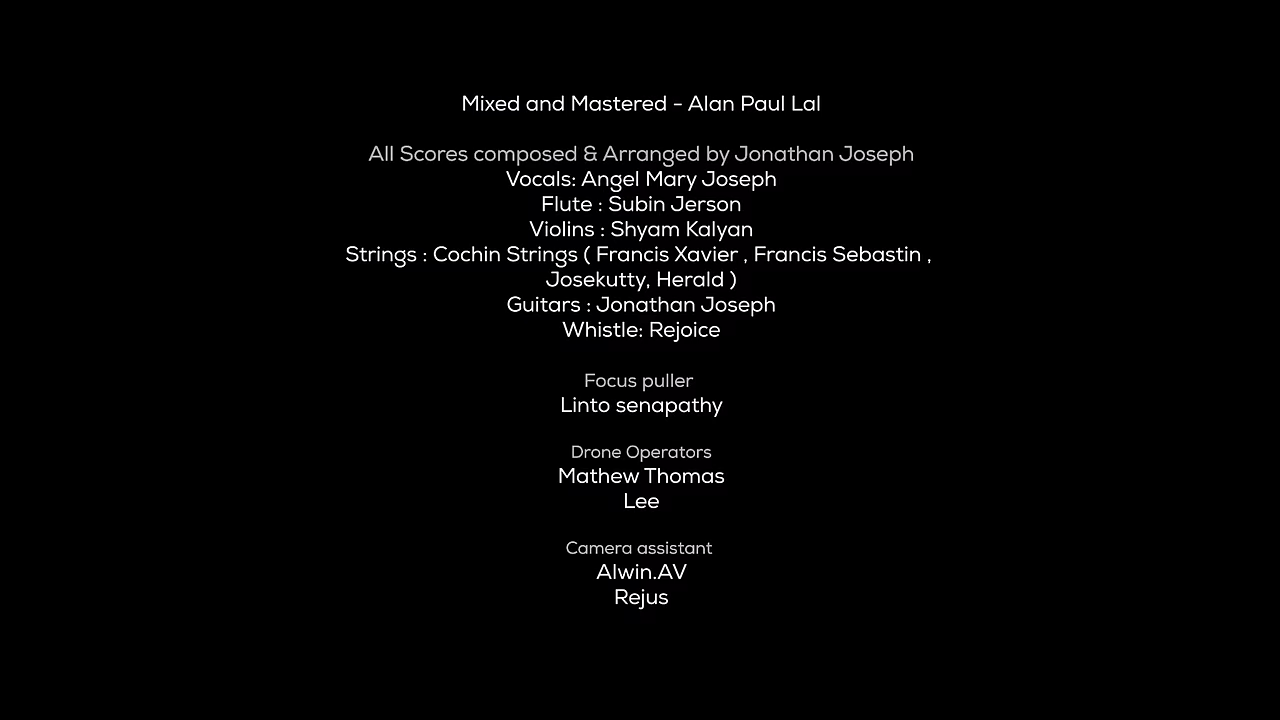 Mixed and Mastered - Alan Paul Lal
All Scores composed & Arranged by Jonathan Joseph
Vocals: Angel Mary Joseph
Flute : Subin Jerson
Violins : Shyam Kalyan
Strings : Cochin Strings ( Francis Xavier , Francis Sebastin ,
Josekutty, Herald )
Guitars : Jonathan Joseph
Whistle: Rejoice
Focus puller
Linto senapathy
Drone Operators
Mathew Thomas
Lee
Camera assistant
Alwin.AV
Rejus